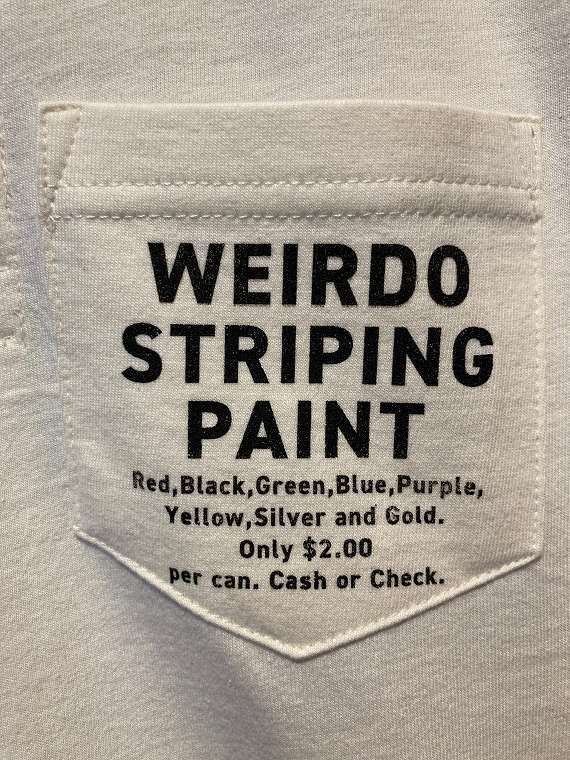 WEIRDO
STRIPING
PAINT
Red,Black,Green,Blue,Purple,
Yellow,Silver and Gold.
Only $2.00
per can. Cash or Check.